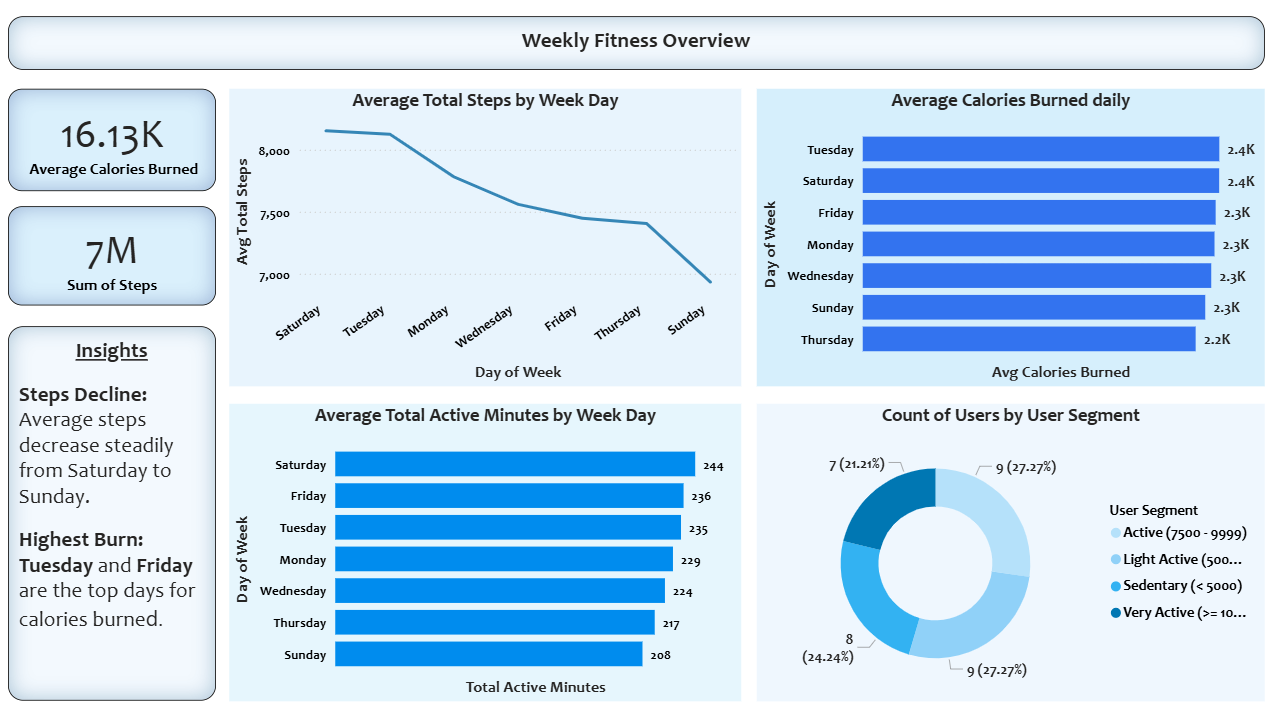 Weekly Fitness Overview
16.13K
Average Calories Burned
7M
Sum of Steps
Insights
Steps Decline:
Average steps
decrease steadily
from Saturday to
Sunday.
Highest Burn:
Tuesday and Friday
are the top days for
calories burned.
Average Total Steps by Week Day
Avg Total Steps
8,000
7,500
7,000
Saturday
Tuesday
Monday
Wednesday
Friday
Thursday
Sunday
Day of Week
Average Calories Burned daily
Day of Week
Tuesday 2.4K
Saturday 2.4K
Friday 2.3K
Monday 2.3K
Wednesday 2.3K
Sunday 2.3K
Thursday 2.2K
Avg Calories Burned
Average Total Active Minutes by Week Day
Day of Week
Saturday 244
Friday 236
Tuesday 235
Monday 229
Wednesday 224
Thursday 217
Sunday 208
Total Active Minutes
Count of Users by User Segment
7 (21.21%)
9 (27.27%)
8
(24.24%)
9 (27.27%)
User Segment
Active (7500 - 9999)
Light Active (500...
Sedentary (< 5000)
Very Active (>= 10...